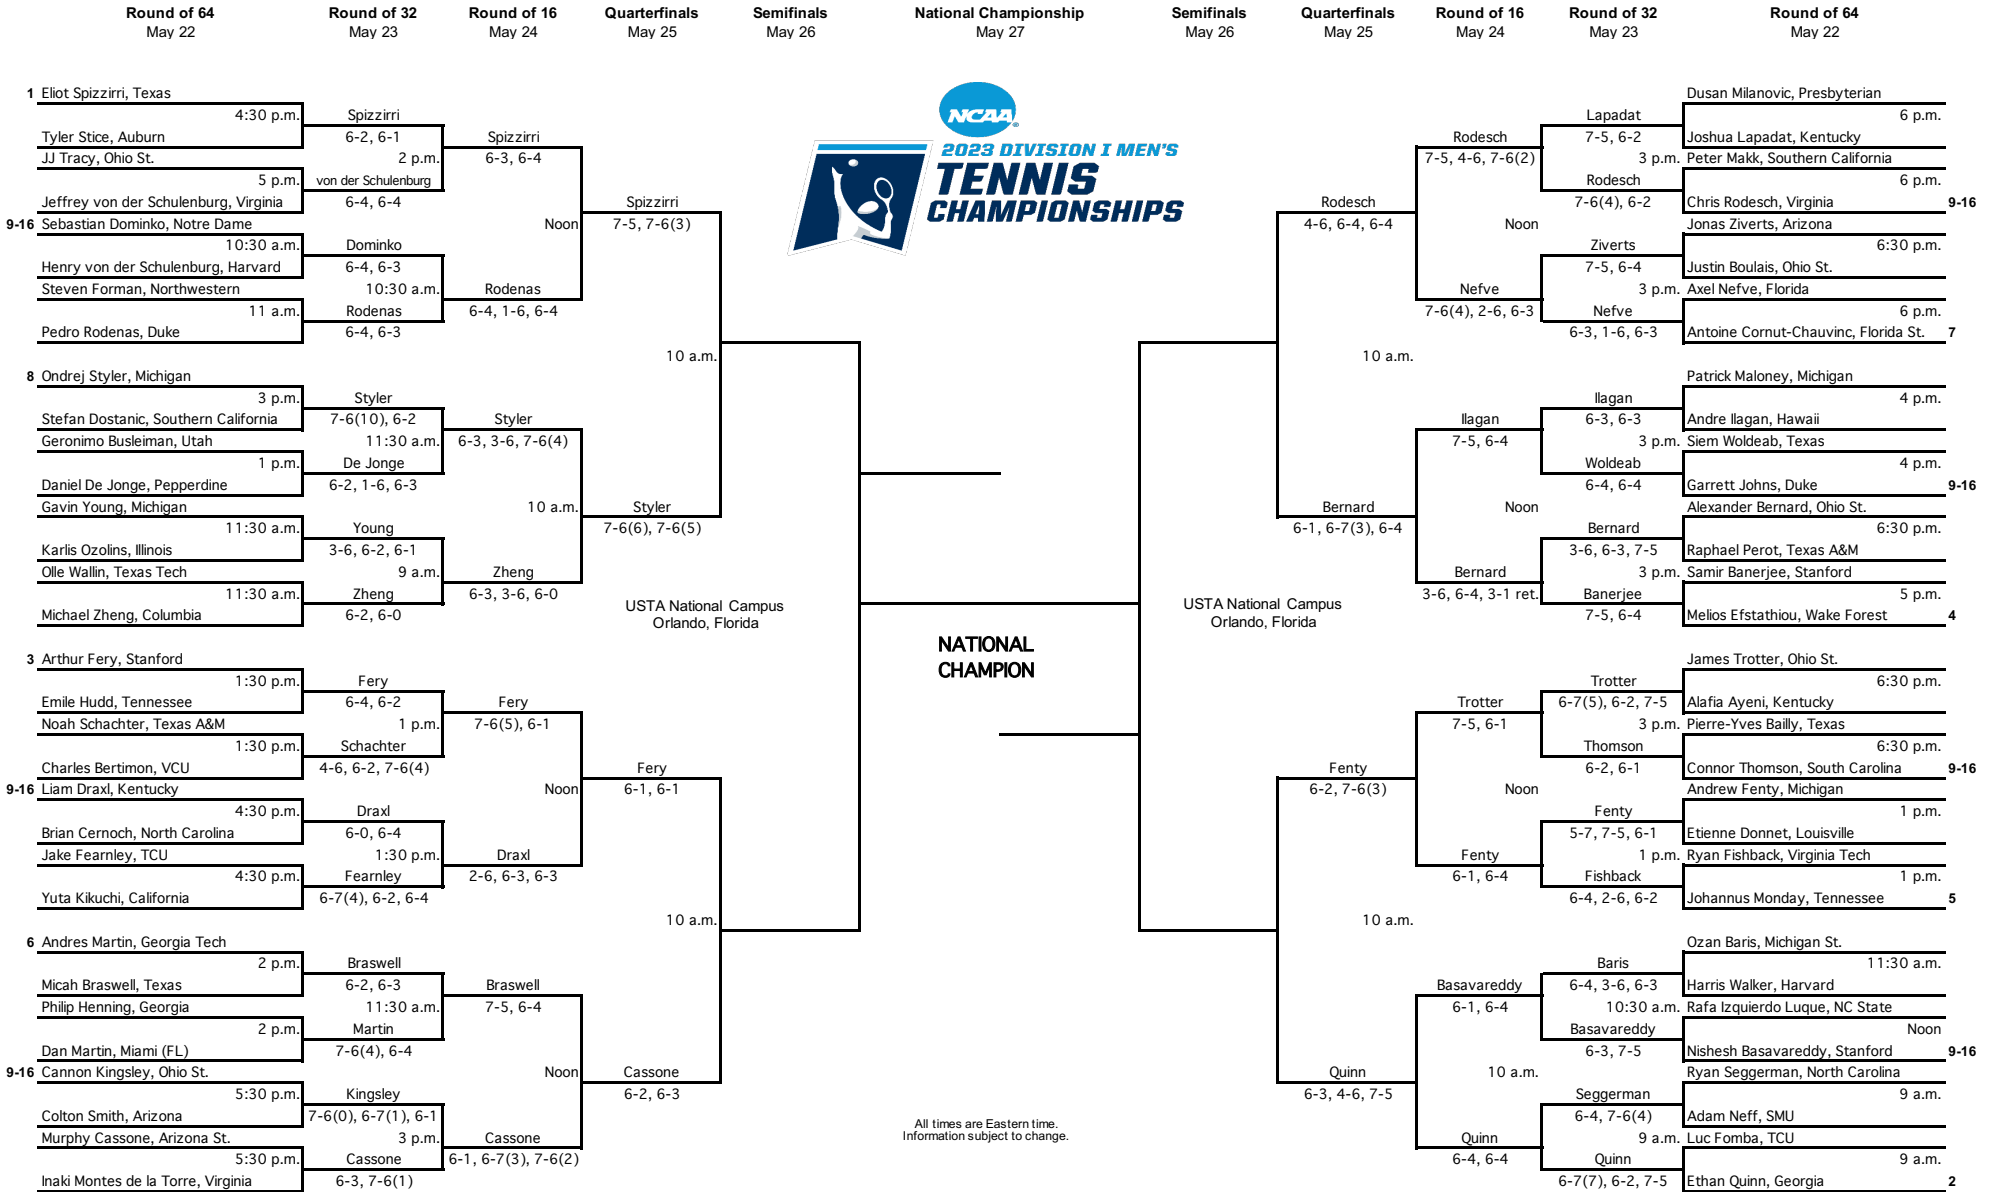 Round of 64
May 22
Round of 32
May 23
Round of 16
May 24
Quarterfinals
May 25
Semifinals
May 26
National Championship
May 27
Semifinals
May 26
Quarterfinals
May 25
Round of 16
May 24
Round of 32
May 23
Round of 64
May 22
1 Eliot Spizzirri, Texas
4:30 p.m.
Tyler Stice, Auburn
JJ Tracy, Ohio St.
5 p.m.
Jeffrey von der Schulenburg, Virginia
9-16 Sebastian Dominko, Notre Dame
10:30 a.m.
Henry von der Schulenburg, Harvard
Steven Forman, Northwestern
11 a.m.
Pedro Rodenas, Duke
8 Ondrej Styler, Michigan
3 p.m.
Stefan Dostanic, Southern California
Geronimo Busleiman, Utah
1 p.m.
Daniel De Jonge, Pepperdine
Gavin Young, Michigan
11:30 a.m.
Karlis Ozolins, Illinois
Olle Wallin, Texas Tech
11:30 a.m.
Michael Zheng, Columbia
3 Arthur Fery, Stanford
1:30 p.m.
Emile Hudd, Tennessee
Noah Schachter, Texas A&M
1:30 p.m.
Charles Bertimon, VCU
9-16 Liam Draxl, Kentucky
4:30 p.m.
Brian Cernoch, North Carolina
Jake Fearnley, TCU
4:30 p.m.
Yuta Kikuchi, California
6 Andres Martin, Georgia Tech
2 p.m.
Micah Braswell, Texas
Philip Henning, Georgia
2 p.m.
Dan Martin, Miami (FL)
9-16 Cannon Kingsley, Ohio St.
5:30 p.m.
Colton Smith, Arizona
Murphy Cassone, Arizona St.
5:30 p.m.
Inaki Montes de la Torre, Virginia
Spizzirri
6-2, 6-1
2 p.m.
von der Schulenburg
6-4, 6-4
Dominko
6-4, 6-3
10:30 a.m.
Rodenas
6-4, 6-3
Styler
7-6(10), 6-2
11:30 a.m.
De Jonge
6-2, 1-6, 6-3
Young
3-6, 6-2, 6-1
9 a.m.
Zheng
6-2, 6-0
Fery
6-4, 6-2
1 p.m.
Schachter
4-6, 6-2, 7-6(4)
Draxl
6-0, 6-4
1:30 p.m.
Fearnley
6-7(4), 6-2, 6-4
Braswell
6-2, 6-3
11:30 a.m.
Martin
7-6(4), 6-4
Kingsley
7-6(0), 6-7(1), 6-1
3 p.m.
Cassone
6-3, 7-6(1)
Spizzirri
6-3, 6-4
Noon
Rodenas
6-4, 1-6, 6-4
Styler
6-3, 3-6, 7-6(4)
10 a.m.
Zheng
6-3, 3-6, 6-0
Fery
7-6(5), 6-1
Noon
Draxl
2-6, 6-3, 6-3
Braswell
7-5, 6-4
Noon
Cassone
6-1, 6-7(3), 7-6(2)
Spizzirri
7-5, 7-6(3)
10 a.m.
Styler
7-6(6), 7-6(5)
USTA National Campus
Orlando, Florida
Fery
6-1, 6-1
10 a.m.
Cassone
6-2, 6-3
NCAA®
2023 DIVISION I MEN'S
TENNIS
CHAMPIONSHIPS
NATIONAL
CHAMPION
All times are Eastern time.
Information subject to change.
Rodesch
4-6, 6-4, 6-4
10 a.m.
Bernard
6-1, 6-7(3), 6-4
USTA National Campus
Orlando, Florida
Fenty
6-2, 7-6(3)
10 a.m.
Quinn
6-3, 4-6, 7-5
Rodesch
7-5, 4-6, 7-6(2)
Noon
Nefve
7-6(4), 2-6, 6-3
Ilagan
7-5, 6-4
Noon
Bernard
3-6, 6-4, 3-1 ret.
Trotter
7-5, 6-1
Noon
Fenty
6-1, 6-4
Basavareddy
6-1, 6-4
10 a.m.
Quinn
6-4, 6-4
Lapadat
7-5, 6-2
3 p.m.
Rodesch
7-6(4), 6-2
Ziverts
7-5, 6-4
3 p.m.
Nefve
6-3, 1-6, 6-3
Ilagan
6-3, 6-3
3 p.m.
Woldeab
6-4, 6-4
Bernard
3-6, 6-3, 7-5
3 p.m.
Banerjee
7-5, 6-4
Trotter
6-7(5), 6-2, 7-5
3 p.m.
Thomson
6-2, 6-1
Fenty
5-7, 7-5, 6-1
1 p.m.
Fishback
6-4, 2-6, 6-2
Baris
6-4, 3-6, 6-3
10:30 a.m.
Basavareddy
6-3, 7-5
Seggerman
6-4, 7-6(4)
9 a.m.
Quinn
6-7(7), 6-2, 7-5
Dusan Milanovic, Presbyterian
6 p.m.
Joshua Lapadat, Kentucky
Peter Makk, Southern California
6 p.m.
Chris Rodesch, Virginia 9-16
Jonas Ziverts, Arizona
6:30 p.m.
Justin Boulais, Ohio St.
Axel Nefve, Florida
6 p.m.
Antoine Cornut-Chauvinc, Florida St. 7
Patrick Maloney, Michigan
4 p.m.
Andre Ilagan, Hawaii
Siem Woldeab, Texas
4 p.m.
Garrett Johns, Duke 9-16
Alexander Bernard, Ohio St.
6:30 p.m.
Raphael Perot, Texas A&M
Samir Banerjee, Stanford
5 p.m.
Melios Efstathiou, Wake Forest 4
James Trotter, Ohio St.
6:30 p.m.
Alafia Ayeni, Kentucky
Pierre-Yves Bailly, Texas
6:30 p.m.
Connor Thomson, South Carolina 9-16
Andrew Fenty, Michigan
1 p.m.
Etienne Donnet, Louisville
Ryan Fishback, Virginia Tech
1 p.m.
Johannus Monday, Tennessee 5
Ozan Baris, Michigan St.
11:30 a.m.
Harris Walker, Harvard
Rafa Izquierdo Luque, NC State
Noon
Nishesh Basavareddy, Stanford 9-16
Ryan Seggerman, North Carolina
9 a.m.
Adam Neff, SMU
Luc Fomba, TCU
9 a.m.
Ethan Quinn, Georgia 2